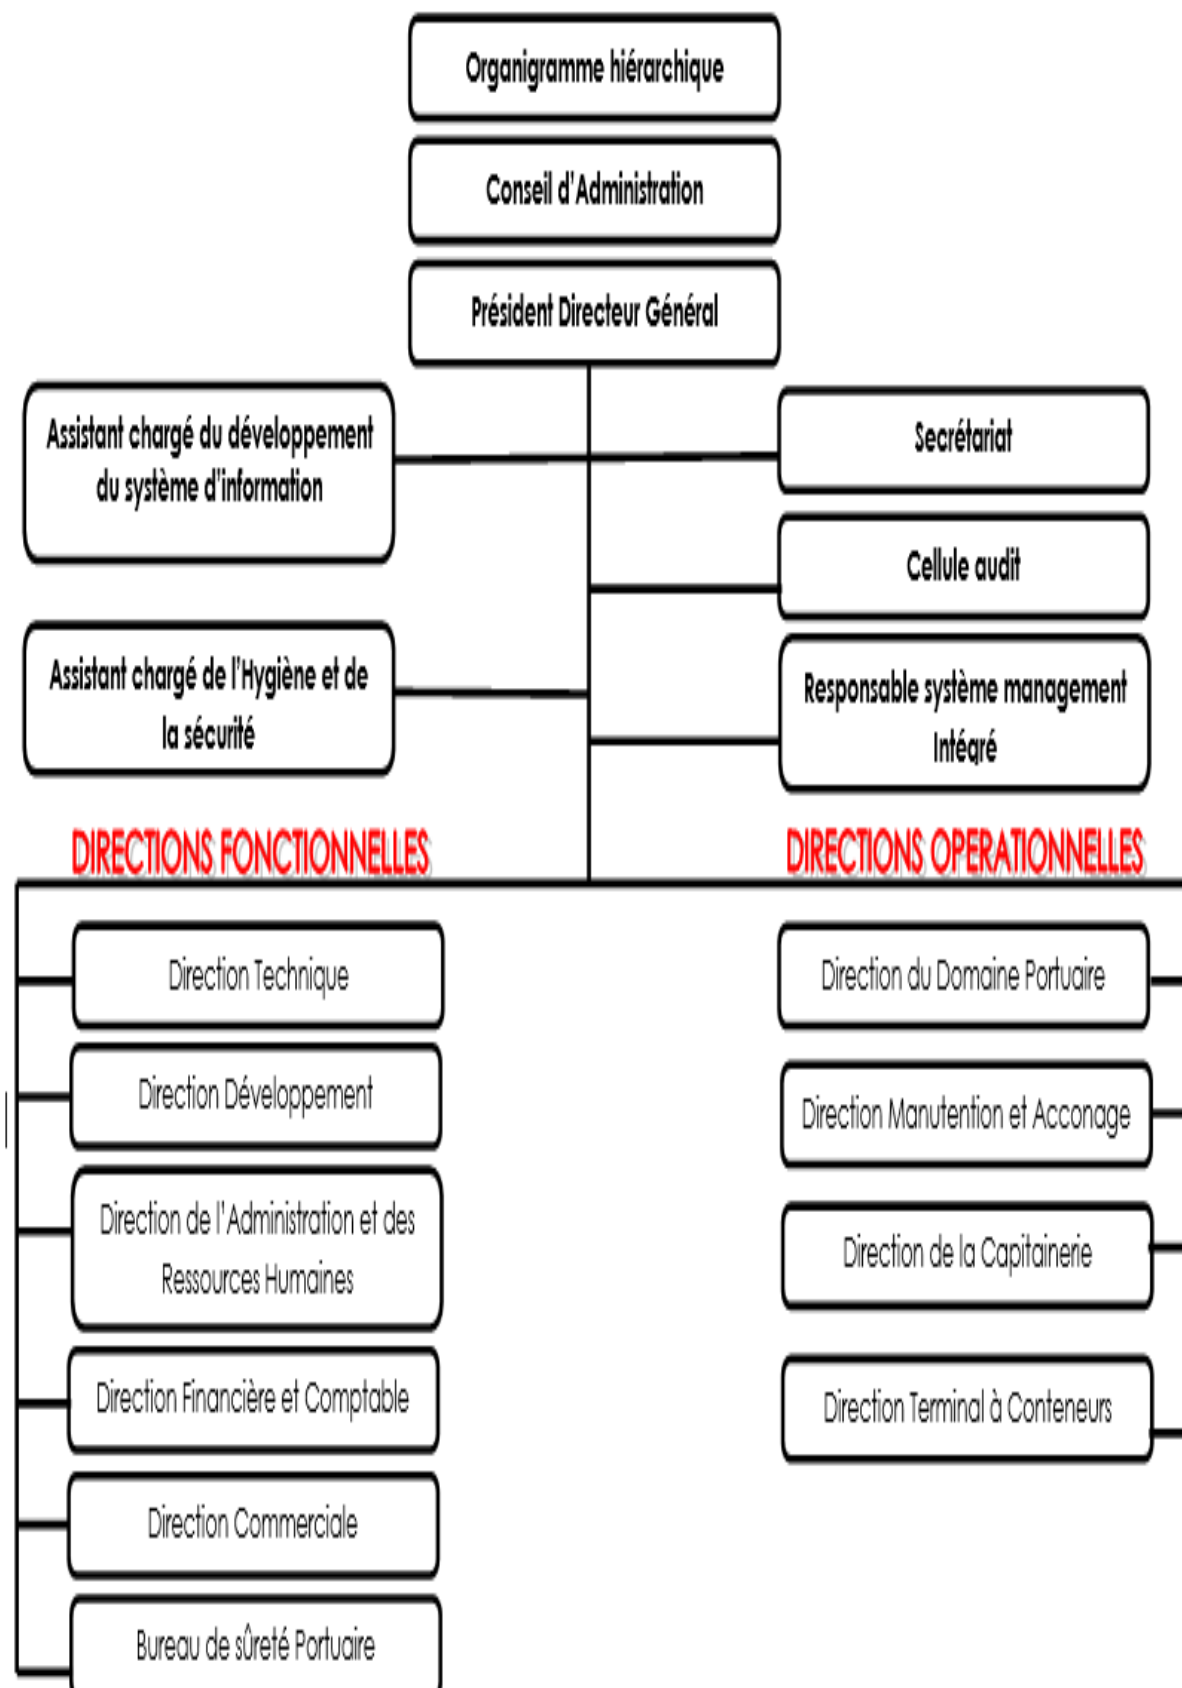 Organigramme hiérarchique
Conseil d'Administration
Président Directeur Général
Assistant chargé du développement
du système d'information
Secrétariat
Cellule audit
Assistant chargé de l'Hygiène et de
la sécurité
Responsable système management
Intégré
DIRECTIONS FONCTIONNELLES
DIRECTIONS OPERATIONNELLES
Direction Technique
Direction Développement
Direction de l'Administration et des
Ressources Humaines
Direction Financière et Comptable
Direction Commerciale
Bureau de sûreté Portuaire
Direction du Domaine Portuaire
Direction Manutention et Acconage
Direction de la Capitainerie
Direction Terminal à Conteneurs